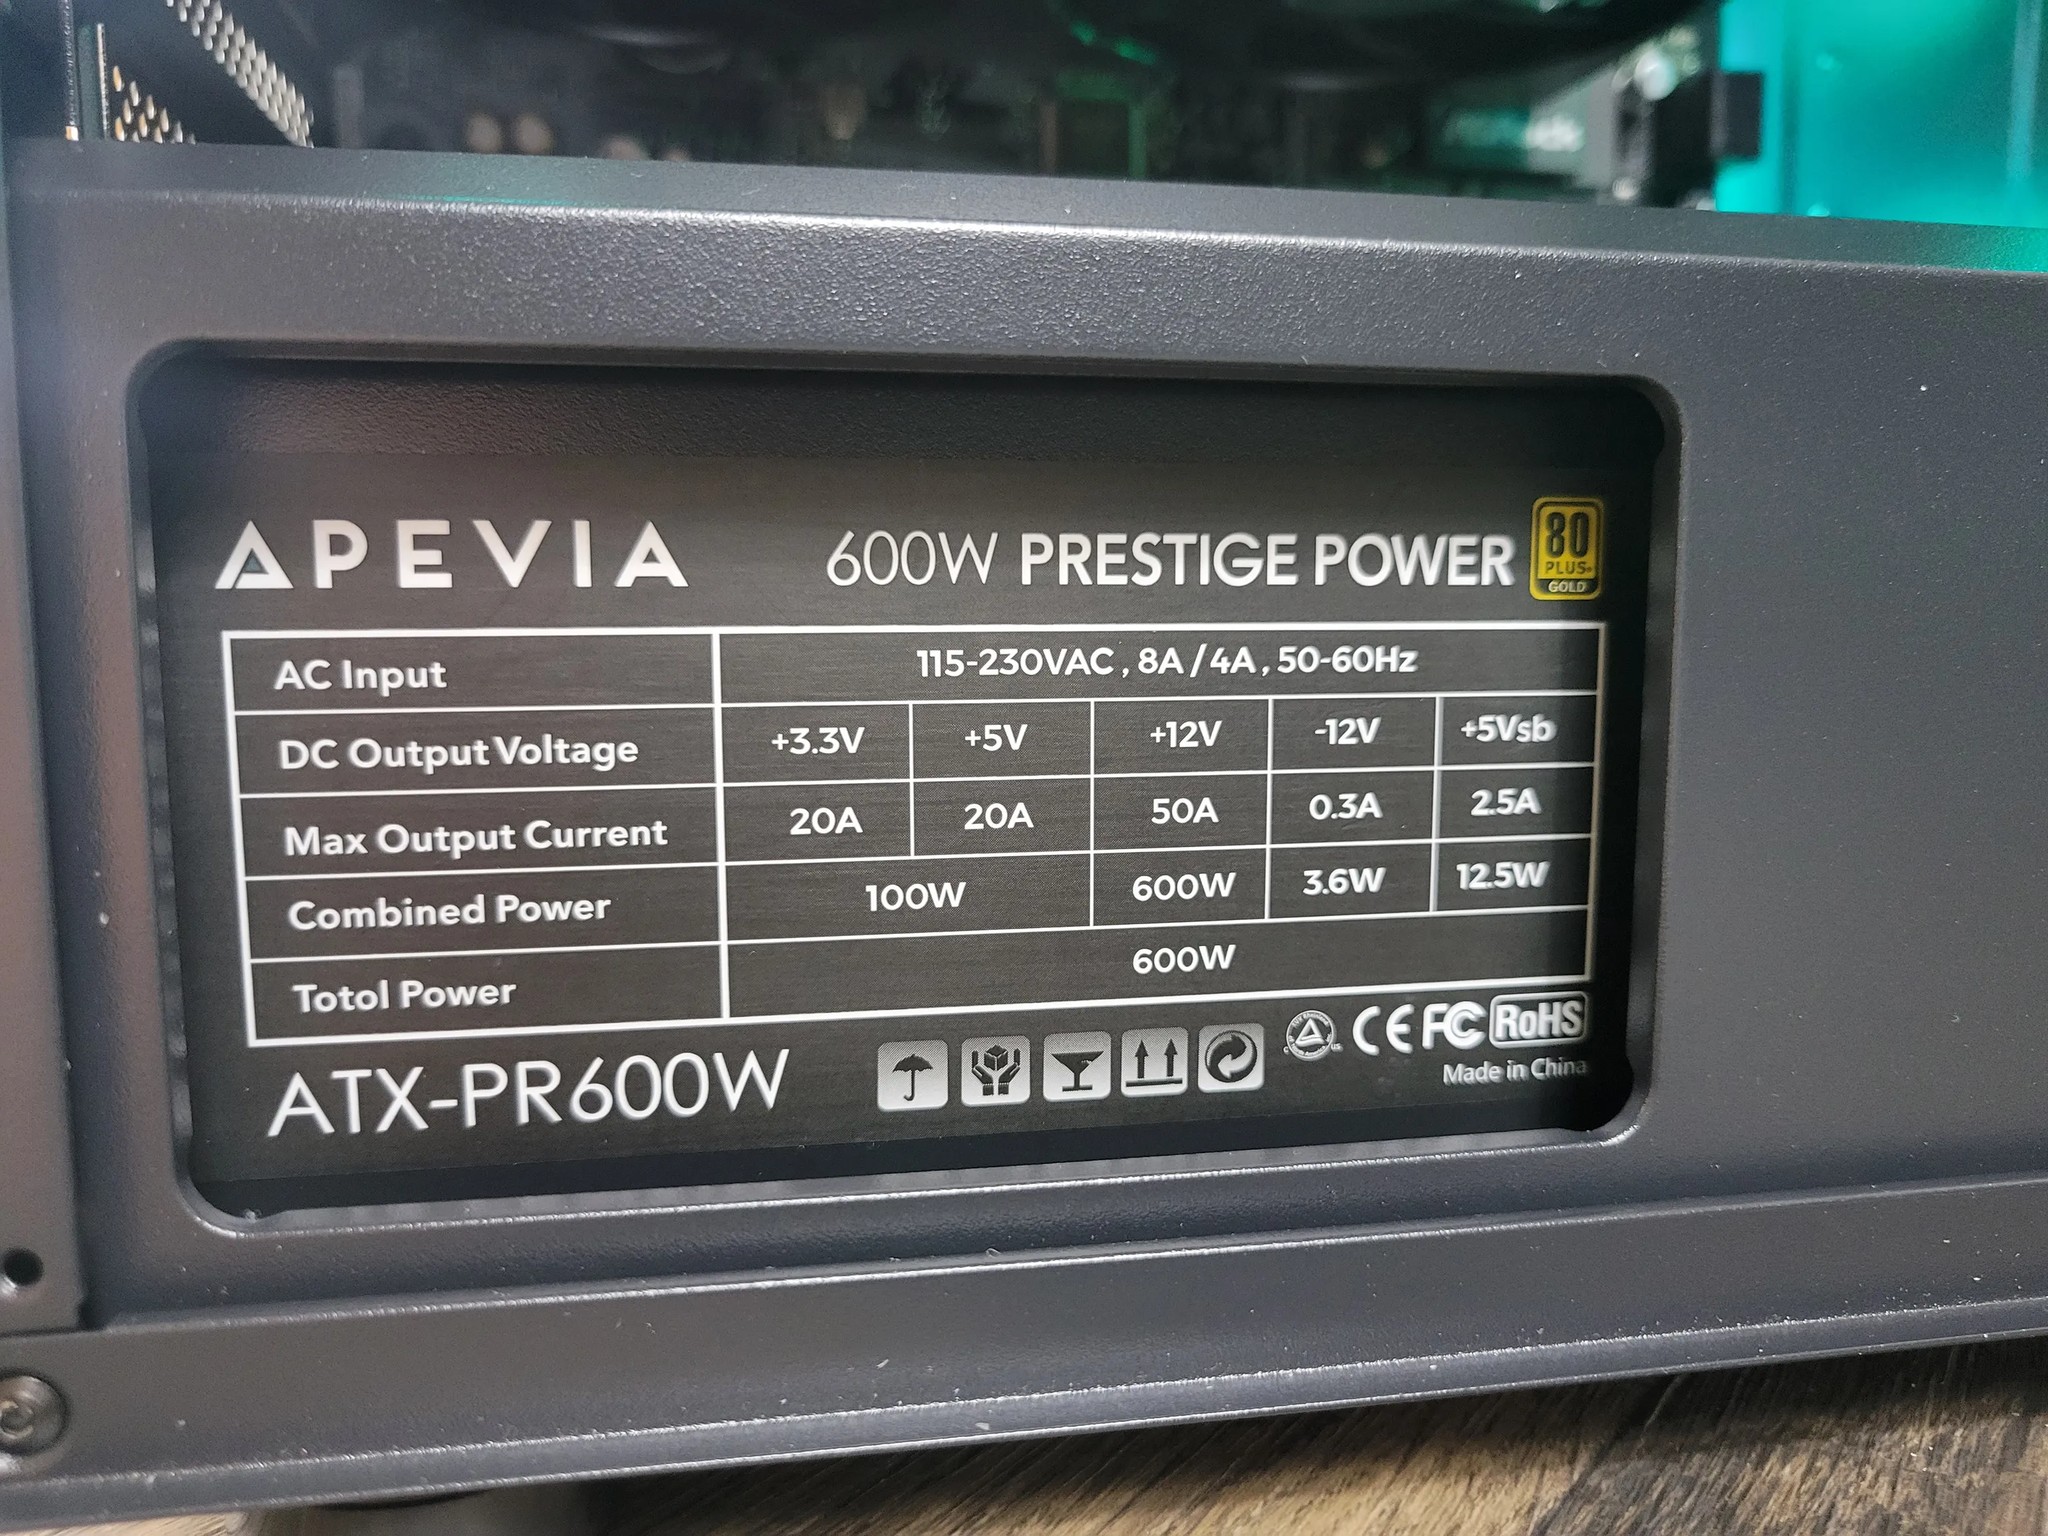 APEVIA 600W PRESTIGE POWER 80 PLUS GOLD
AC Input 115-230VAC , 8A / 4A , 50-60Hz
DC Output Voltage +3.3V +5V +12V -12V +5Vsb
Max Output Current 20A 20A 50A 0.3A 2.5A
Combined Power 100W 600W 3.6W 12.5W
Totol Power 600W
ATX-PR600W CE FC RoHS
Made in China